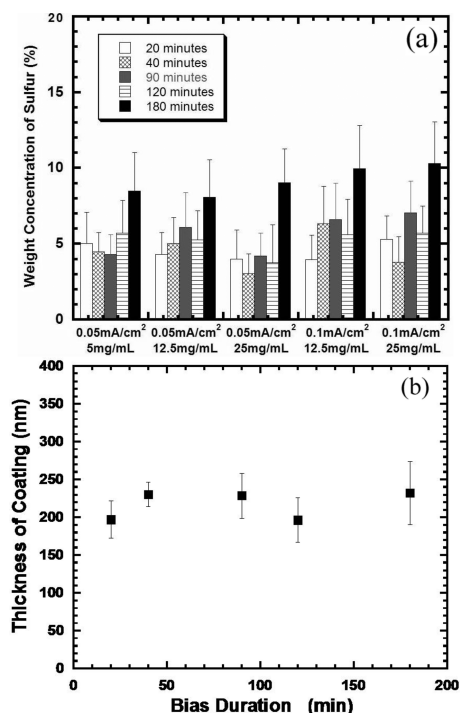 (a)
20
15
10
5
0
Weight Concentration of Sulfur (%)
20 minutes
40 minutes
90 minutes
120 minutes
180 minutes
0.05mA/cm² 0.05mA/cm² 0.05mA/cm² 0.1mA/cm² 0.1mA/cm²
5mg/mL 12.5mg/mL 25mg/mL 12.5mg/mL 25mg/mL
(b)
400
350
300
250
200
150
100
50
0
Thickness of Coating (nm)
0 50 100 150 200
Bias Duration (min)